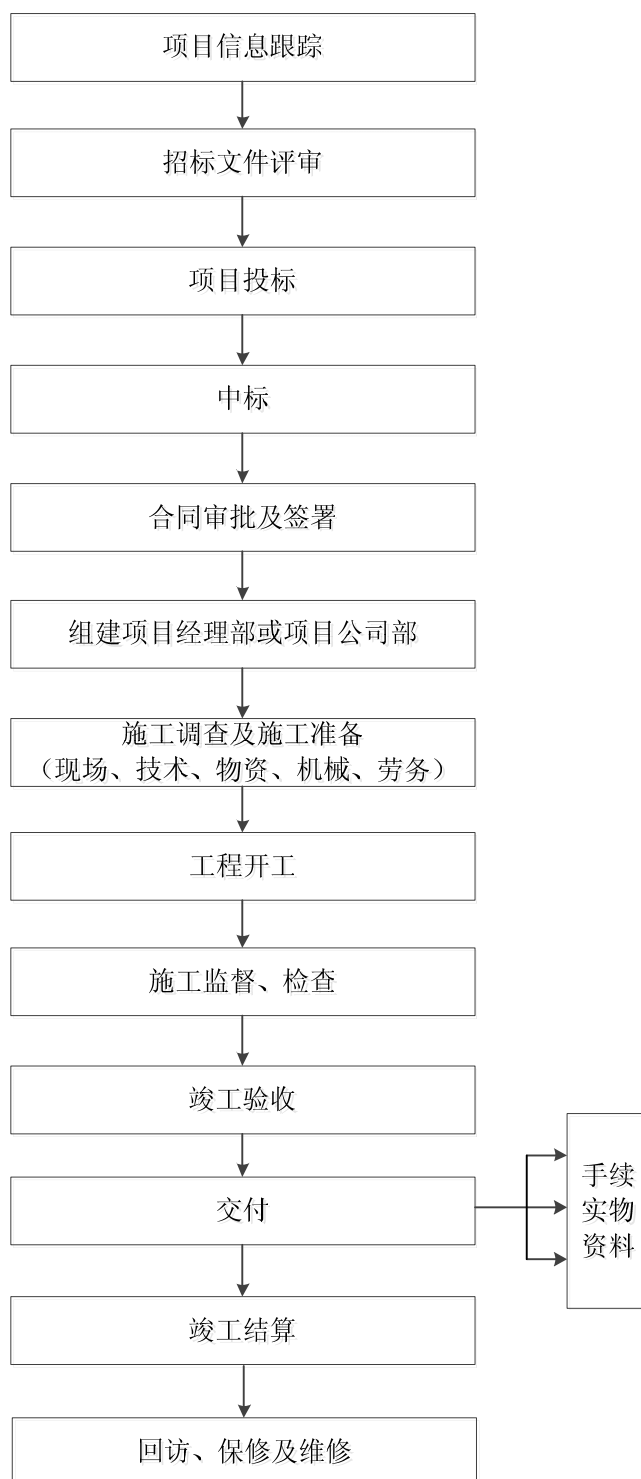 项目信息跟踪
招标文件评审
项目投标
中标
合同审批及签署
组建项目经理部或项目公司部
施工调查及施工准备
（现场、技术、物资、机械、劳务）
工程开工
施工监督、检查
竣工验收
交付
手续
实物
资料
竣工结算
回访、保修及维修